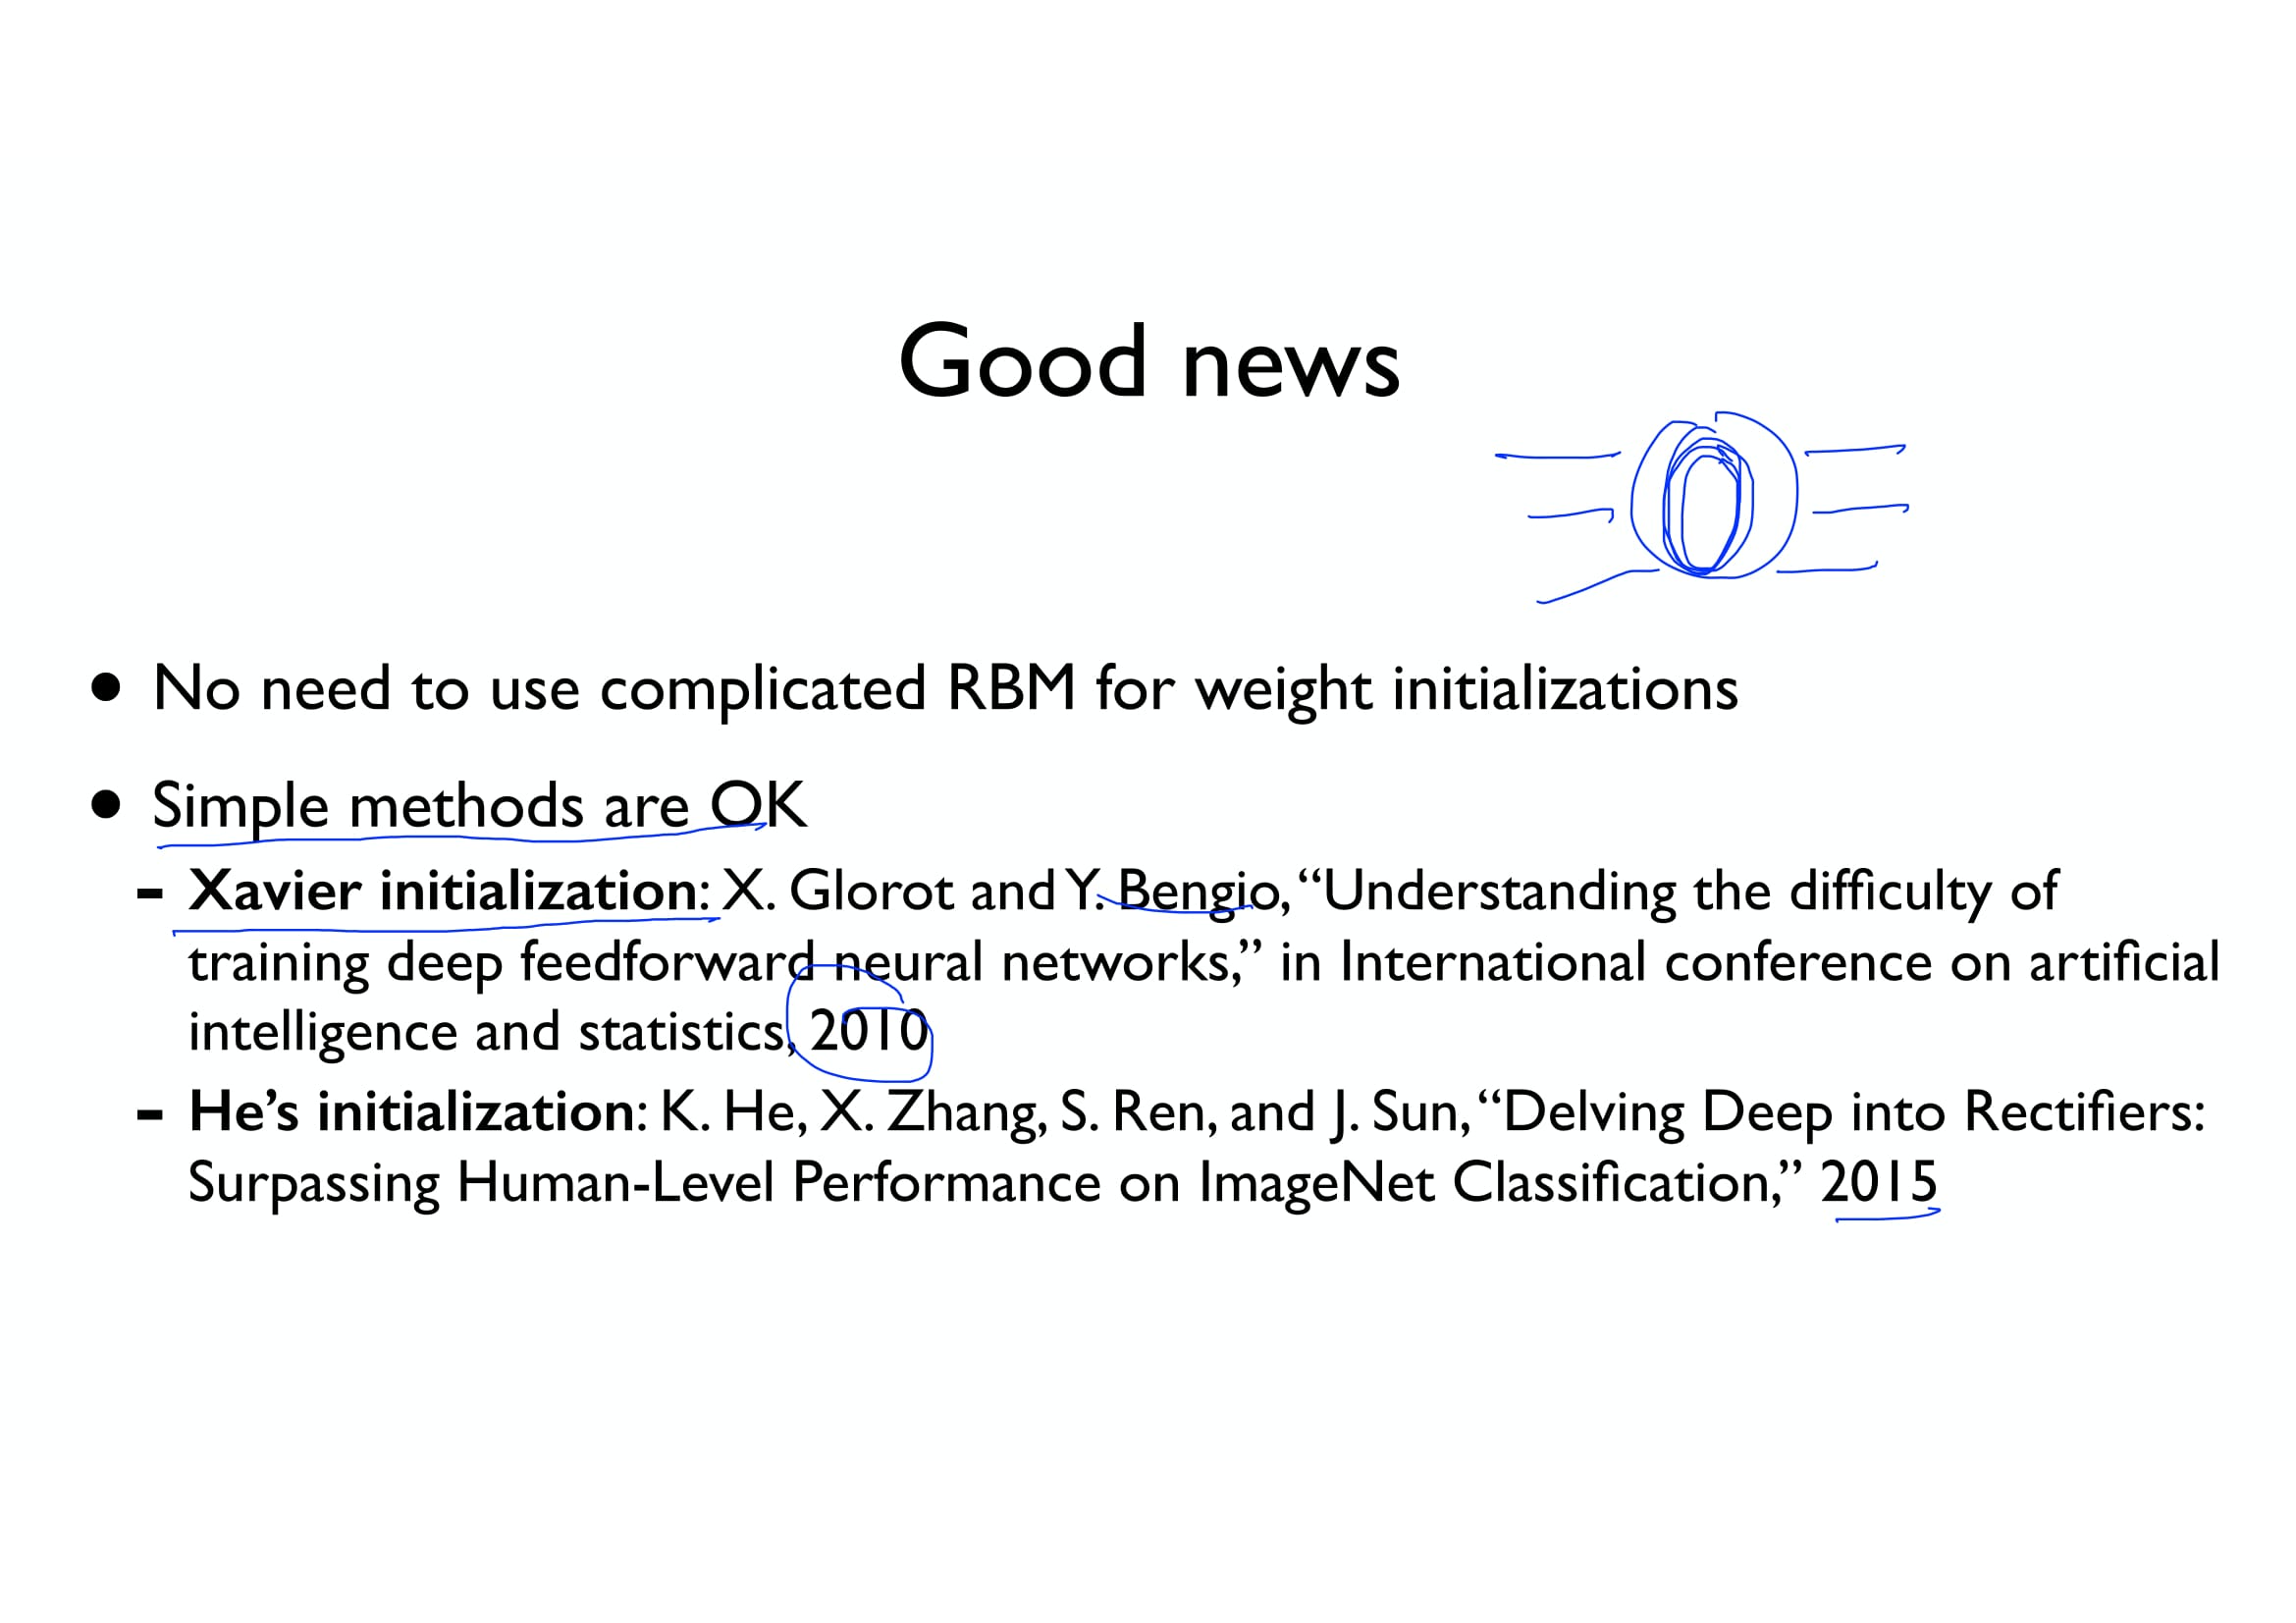 Good news
● No need to use complicated RBM for weight initializations
● Simple methods are OK
- Xavier initialization: X. Glorot and Y. Bengio, “Understanding the difficulty of
training deep feedforward neural networks,” in International conference on artificial
intelligence and statistics, 2010
- He’s initialization: K. He, X. Zhang, S. Ren, and J. Sun, “Delving Deep into Rectifiers:
Surpassing Human-Level Performance on ImageNet Classification,” 2015